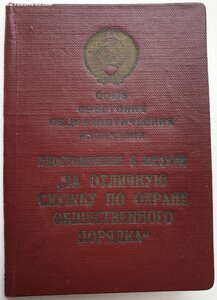 СОЮЗ
СОВЕТСКИХ
СОЦИАЛИСТИЧЕСКИХ
РЕСПУБЛИК
УДОСТОВЕРЕНИЕ К МЕДАЛИ
„ЗА ОТЛИЧНУЮ
СЛУЖБУ ПО ОХРАНЕ
ОБЩЕСТВЕННОГО
ПОРЯДКА“